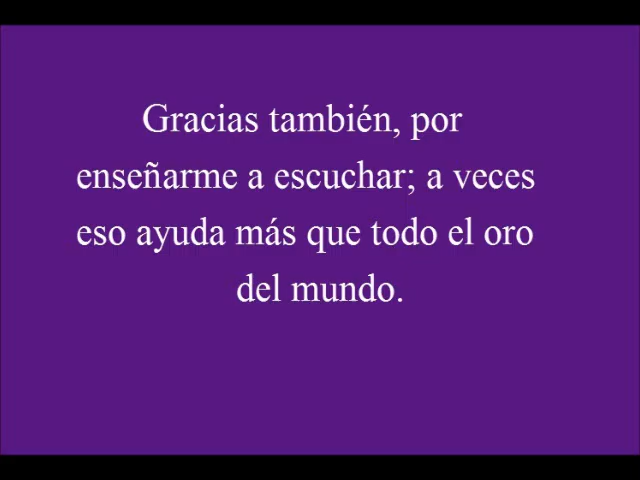 Gracias también, por
enseñarme a escuchar; a veces
eso ayuda más que todo el oro
del mundo.